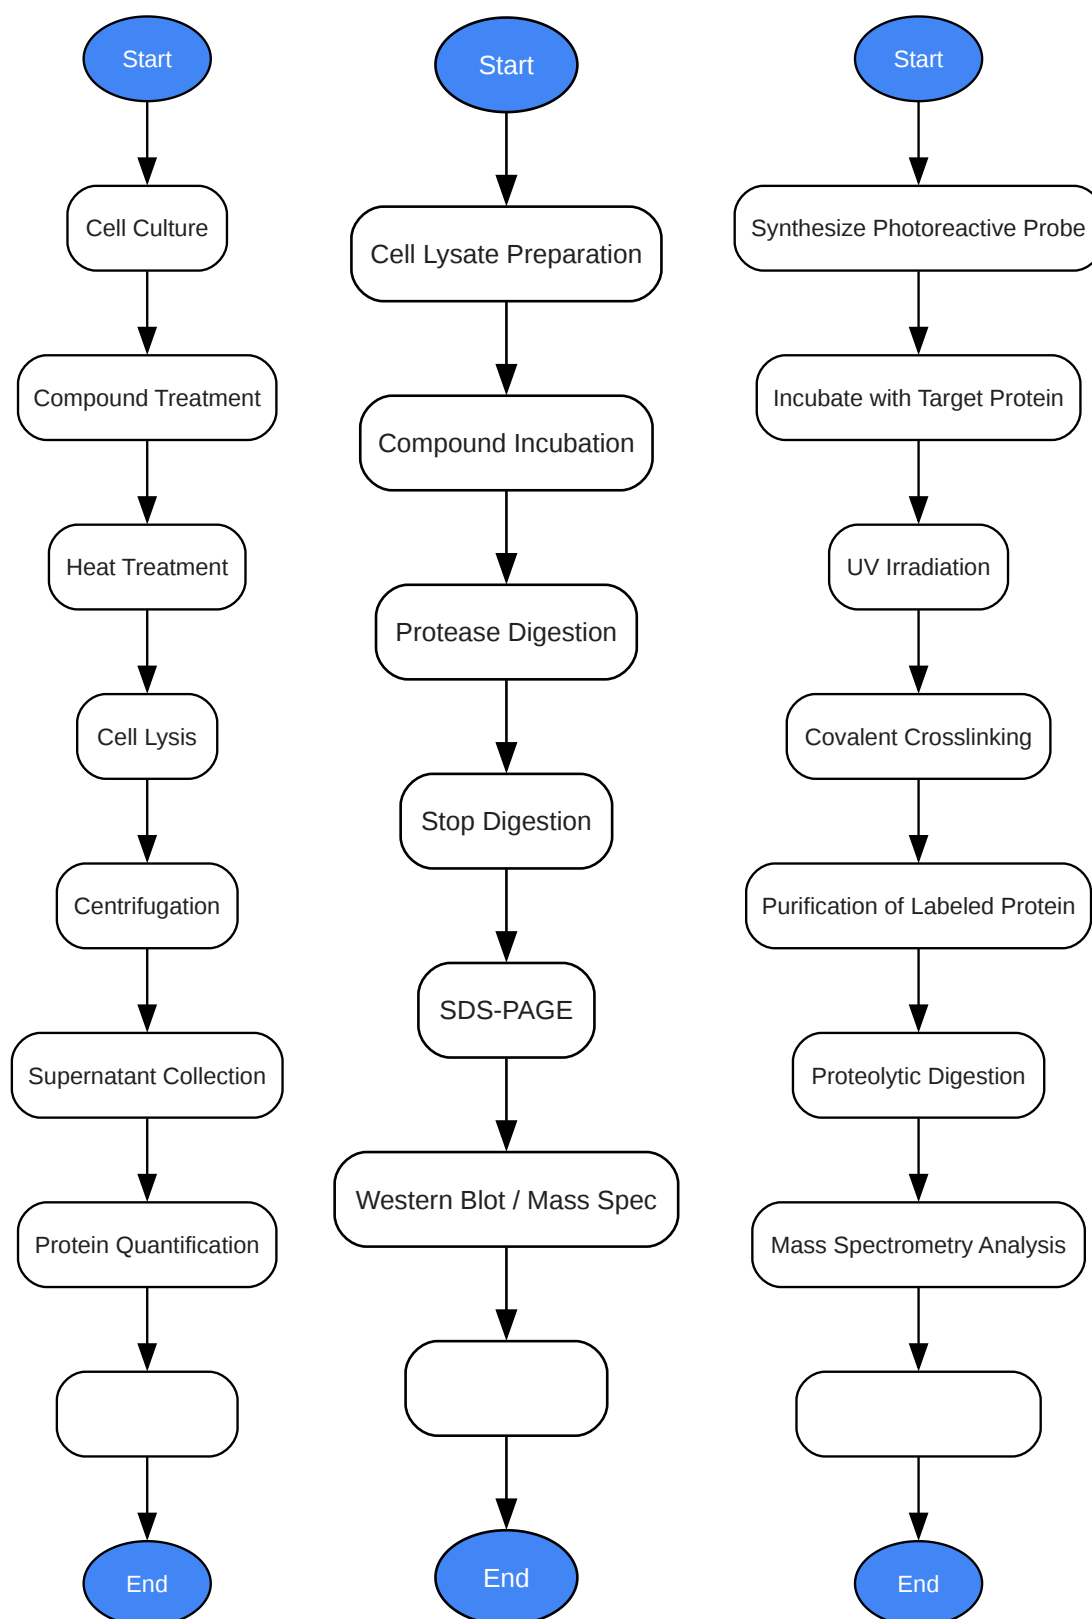 Start
Cell Culture
Compound Treatment
Heat Treatment
Cell Lysis
Centrifugation
Supernatant Collection
Protein Quantification
End
Start
Cell Lysate Preparation
Compound Incubation
Protease Digestion
Stop Digestion
SDS-PAGE
Western Blot / Mass Spec
End
Start
Synthesize Photoreactive Probe
Incubate with Target Protein
UV Irradiation
Covalent Crosslinking
Purification of Labeled Protein
Proteolytic Digestion
Mass Spectrometry Analysis
End